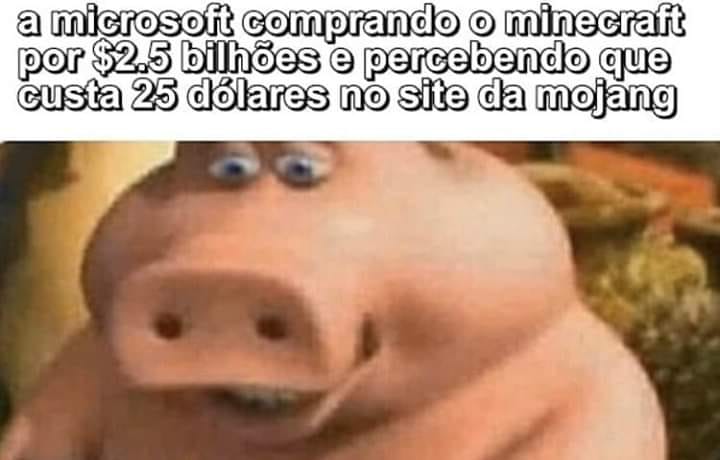 a microsoft comprando o minecraft
por $2.5 bilhões e percebendo que
custa 25 dólares no site da mojang